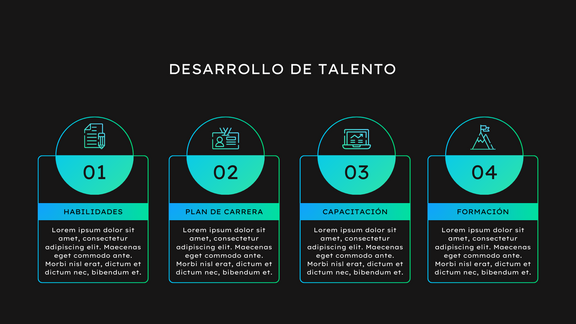 DESARROLLO DE TALENTO
01
HABILIDADES
Lorem ipsum dolor sit
amet, consectetur
adipiscing elit. Maecenas
eget commodo ante.
Morbi nisl erat, dictum et
dictum nec, bibendum et.
02
PLAN DE CARRERA
Lorem ipsum dolor sit
amet, consectetur
adipiscing elit. Maecenas
eget commodo ante.
Morbi nisl erat, dictum et
dictum nec, bibendum et.
03
CAPACITACIÓN
Lorem ipsum dolor sit
amet, consectetur
adipiscing elit. Maecenas
eget commodo ante.
Morbi nisl erat, dictum et
dictum nec, bibendum et.
04
FORMACIÓN
Lorem ipsum dolor sit
amet, consectetur
adipiscing elit. Maecenas
eget commodo ante.
Morbi nisl erat, dictum et
dictum nec, bibendum et.